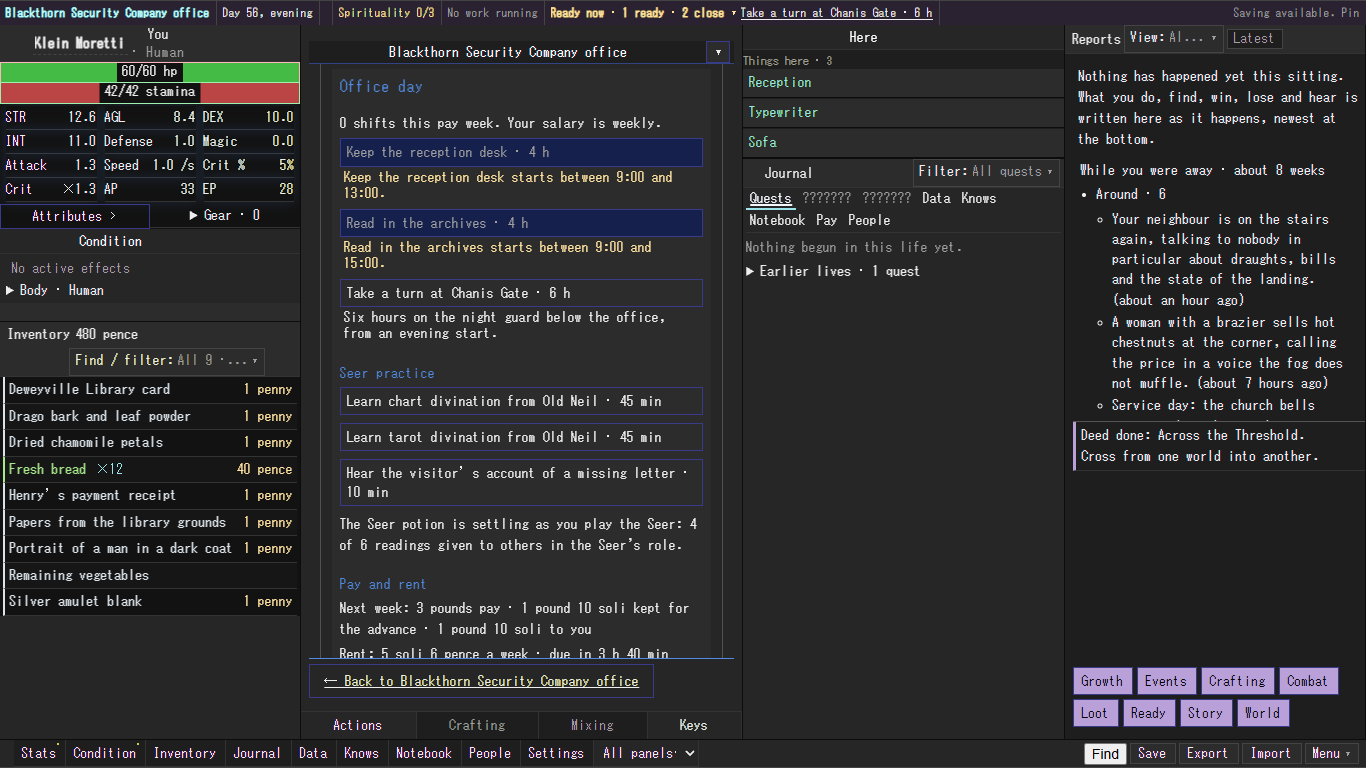 Blackthorn Security Company office
Day 56, evening
Spirituality 0/3
No work running
Ready now · 1 ready · 2 close ▾
Take a turn at Chanis Gate · 6 h
Saving available. Pin
Klein Moretti · You
Human
60/60 hp
42/42 stamina
STR 12.6 AGL 8.4 DEX 10.0
INT 11.0 Defense 1.0 Magic 0.0
Attack 1.3 Speed 1.0 /s Crit % 5%
Crit ×1.3 AP 33 EP 28
Attributes >
▶ Gear · 0
Condition
No active effects
▶ Body · Human
Inventory 480 pence
Find / filter: All 9 ·... ▾
Deweyville Library card 1 penny
Drago bark and leaf powder 1 penny
Dried chamomile petals 1 penny
Fresh bread ×12 40 pence
Henry's payment receipt 1 penny
Papers from the library grounds 1 penny
Portrait of a man in a dark coat 1 penny
Remaining vegetables
Silver amulet blank 1 penny
Blackthorn Security Company office
▼
Office day
0 shifts this pay week. Your salary is weekly.
Keep the reception desk · 4 h
Keep the reception desk starts between 9:00 and
13:00.
Read in the archives · 4 h
Read in the archives starts between 9:00 and
15:00.
Take a turn at Chanis Gate · 6 h
Six hours on the night guard below the office,
from an evening start.
Seer practice
Learn chart divination from Old Neil · 45 min
Learn tarot divination from Old Neil · 45 min
Hear the visitor's account of a missing letter ·
10 min
The Seer potion is settling as you play the Seer: 4
of 6 readings given to others in the Seer's role.
Pay and rent
Next week: 3 pounds pay · 1 pound 10 soli kept for
the advance · 1 pound 10 soli to you
Rent: 5 soli 6 pence a week · due in 3 h 40 min
← Back to Blackthorn Security Company office
Actions
Crafting
Mixing
Keys
Here
Things here · 3
Reception
Typewriter
Sofa
Journal
Filter: All quests ▾
Quests ??????? ??????? Data Knows
Notebook Pay People
Nothing begun in this life yet.
▶ Earlier lives · 1 quest
Reports
View: Al... ▾
Latest
Nothing has happened yet this sitting.
What you do, find, win, lose and hear is
written here as it happens, newest at
the bottom.
While you were away · about 8 weeks
• Around · 6
Your neighbour is on the stairs
again, talking to nobody in
particular about draughts, bills
and the state of the landing.
(about an hour ago)
A woman with a brazier sells hot
chestnuts at the corner, calling
the price in a voice the fog does
not muffle. (about 7 hours ago)
Service day: the church bells
Deed done: Across the Threshold.
Cross from one world into another.
Growth Events Crafting Combat
Loot Ready Story World
Stats Condition Inventory Journal Data Knows Notebook People Settings All panels·
Find Save Export Import Menu ▾